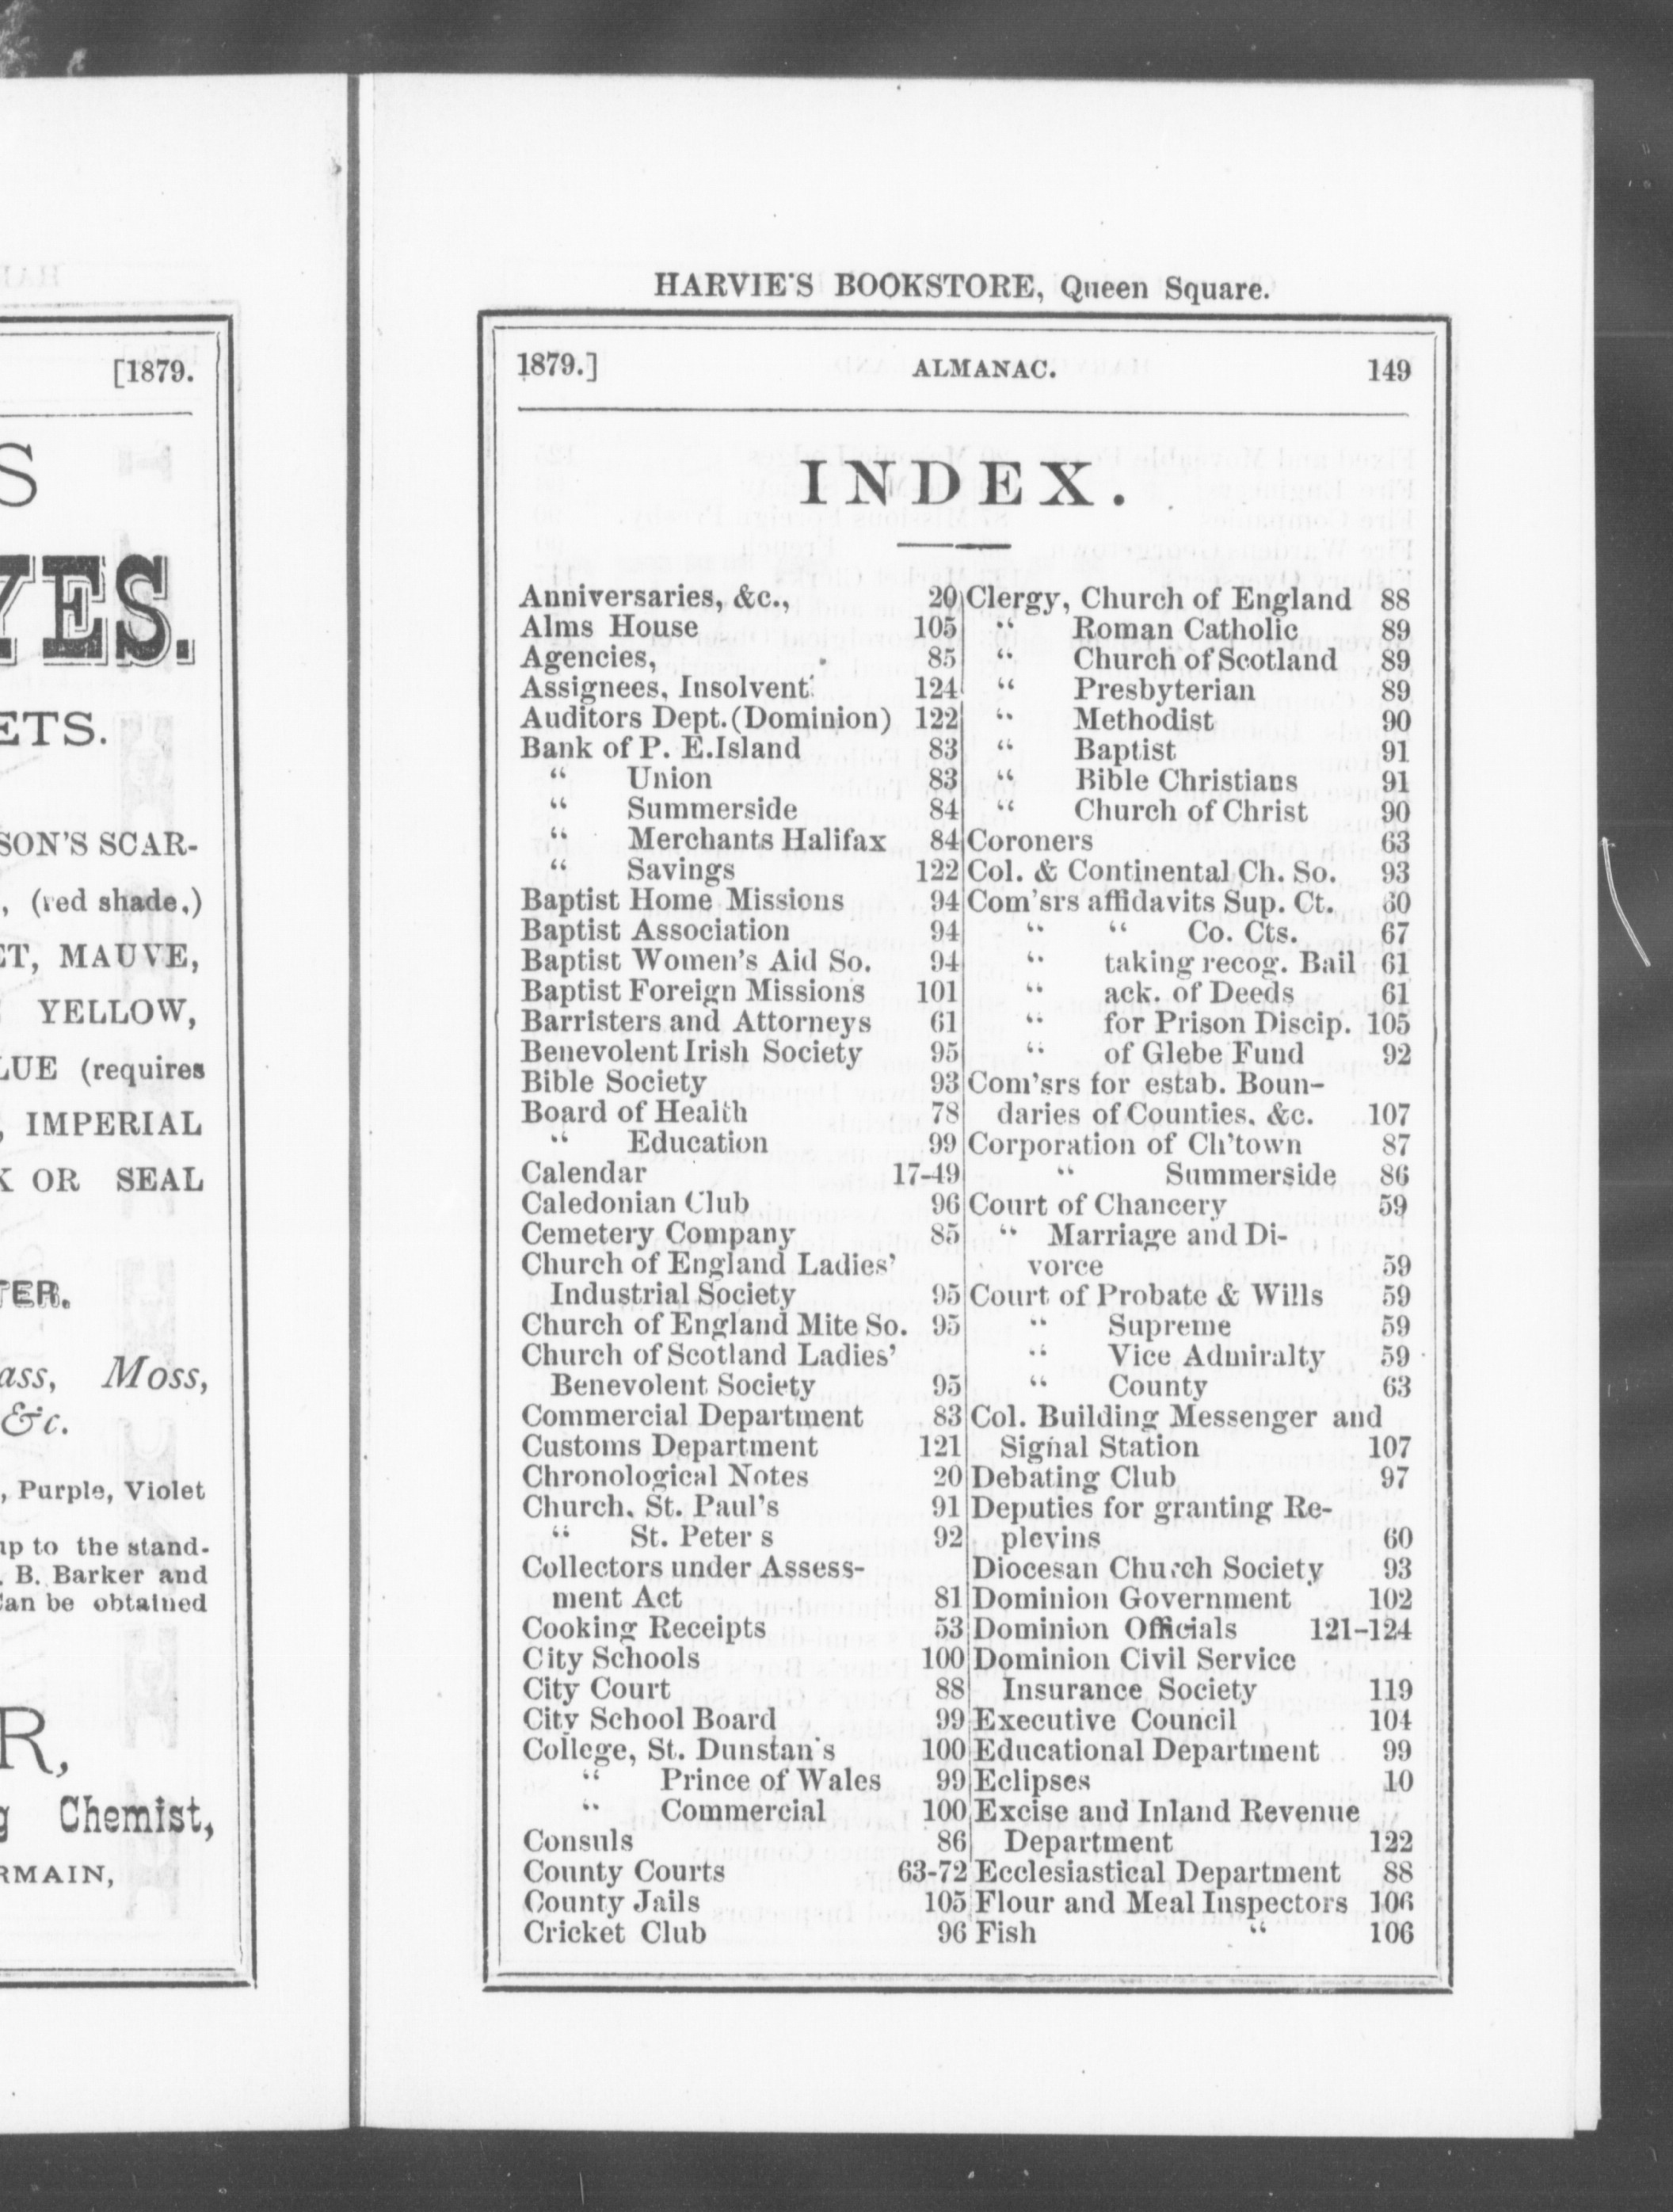 [1879.
S
YES.
ETS.
SON'S SCAR-
, (red shade,)
ET, MAUVE,
YELLOW,
LUE (requires
, IMPERIAL
K OR SEAL
TER.
ass, Moss,
&c.
, Purple, Violet
up to the stand-
. B. Barker and
Can be obtained
R,
g Chemist,
RMAIN,
HARVIE'S BOOKSTORE, Queen Square.
1879.] ALMANAC. 149
INDEX.
Anniversaries, &c., 20
Alms House 105
Agencies, 85
Assignees, Insolvent 124
Auditors Dept. (Dominion) 122
Bank of P. E. Island 83
“ Union 83
“ Summerside 84
“ Merchants Halifax 84
“ Savings 122
Baptist Home Missions 94
Baptist Association 94
Baptist Women's Aid So. 94
Baptist Foreign Missions 101
Barristers and Attorneys 61
Benevolent Irish Society 95
Bible Society 93
Board of Health 78
“ Education 99
Calendar 17-49
Caledonian Club 96
Cemetery Company 85
Church of England Ladies'
Industrial Society 95
Church of England Mite So. 95
Church of Scotland Ladies'
Benevolent Society 95
Commercial Department 83
Customs Department 121
Chronological Notes 20
Church, St. Paul's 91
“ St. Peter s 92
Collectors under Assess-
ment Act 81
Cooking Receipts 53
City Schools 100
City Court 88
City School Board 99
College, St. Dunstan's 100
“ Prince of Wales 99
“ Commercial 100
Consuls 86
County Courts 63-72
County Jails 105
Cricket Club 96
Clergy, Church of England 88
“ Roman Catholic 89
“ Church of Scotland 89
“ Presbyterian 89
“ Methodist 90
“ Baptist 91
“ Bible Christians 91
“ Church of Christ 90
Coroners 63
Col. & Continental Ch. So. 93
Com'srs affidavits Sup. Ct. 60
“ “ Co. Cts. 67
“ taking recog. Bail 61
“ ack. of Deeds 61
“ for Prison Discip. 105
“ of Glebe Fund 92
Com'srs for estab. Boun-
daries of Counties, &c. 107
Corporation of Ch'town 87
“ Summerside 86
Court of Chancery 59
“ Marriage and Di-
vorce 59
Court of Probate & Wills 59
“ Supreme 59
“ Vice Admiralty 59
“ County 63
Col. Building Messenger and
Signal Station 107
Debating Club 97
Deputies for granting Re-
plevins 60
Diocesan Church Society 93
Dominion Government 102
Dominion Officials 121-124
Dominion Civil Service
Insurance Society 119
Executive Council 104
Educational Department 99
Eclipses 10
Excise and Inland Revenue
Department 122
Ecclesiastical Department 88
Flour and Meal Inspectors 106
Fish “ 106